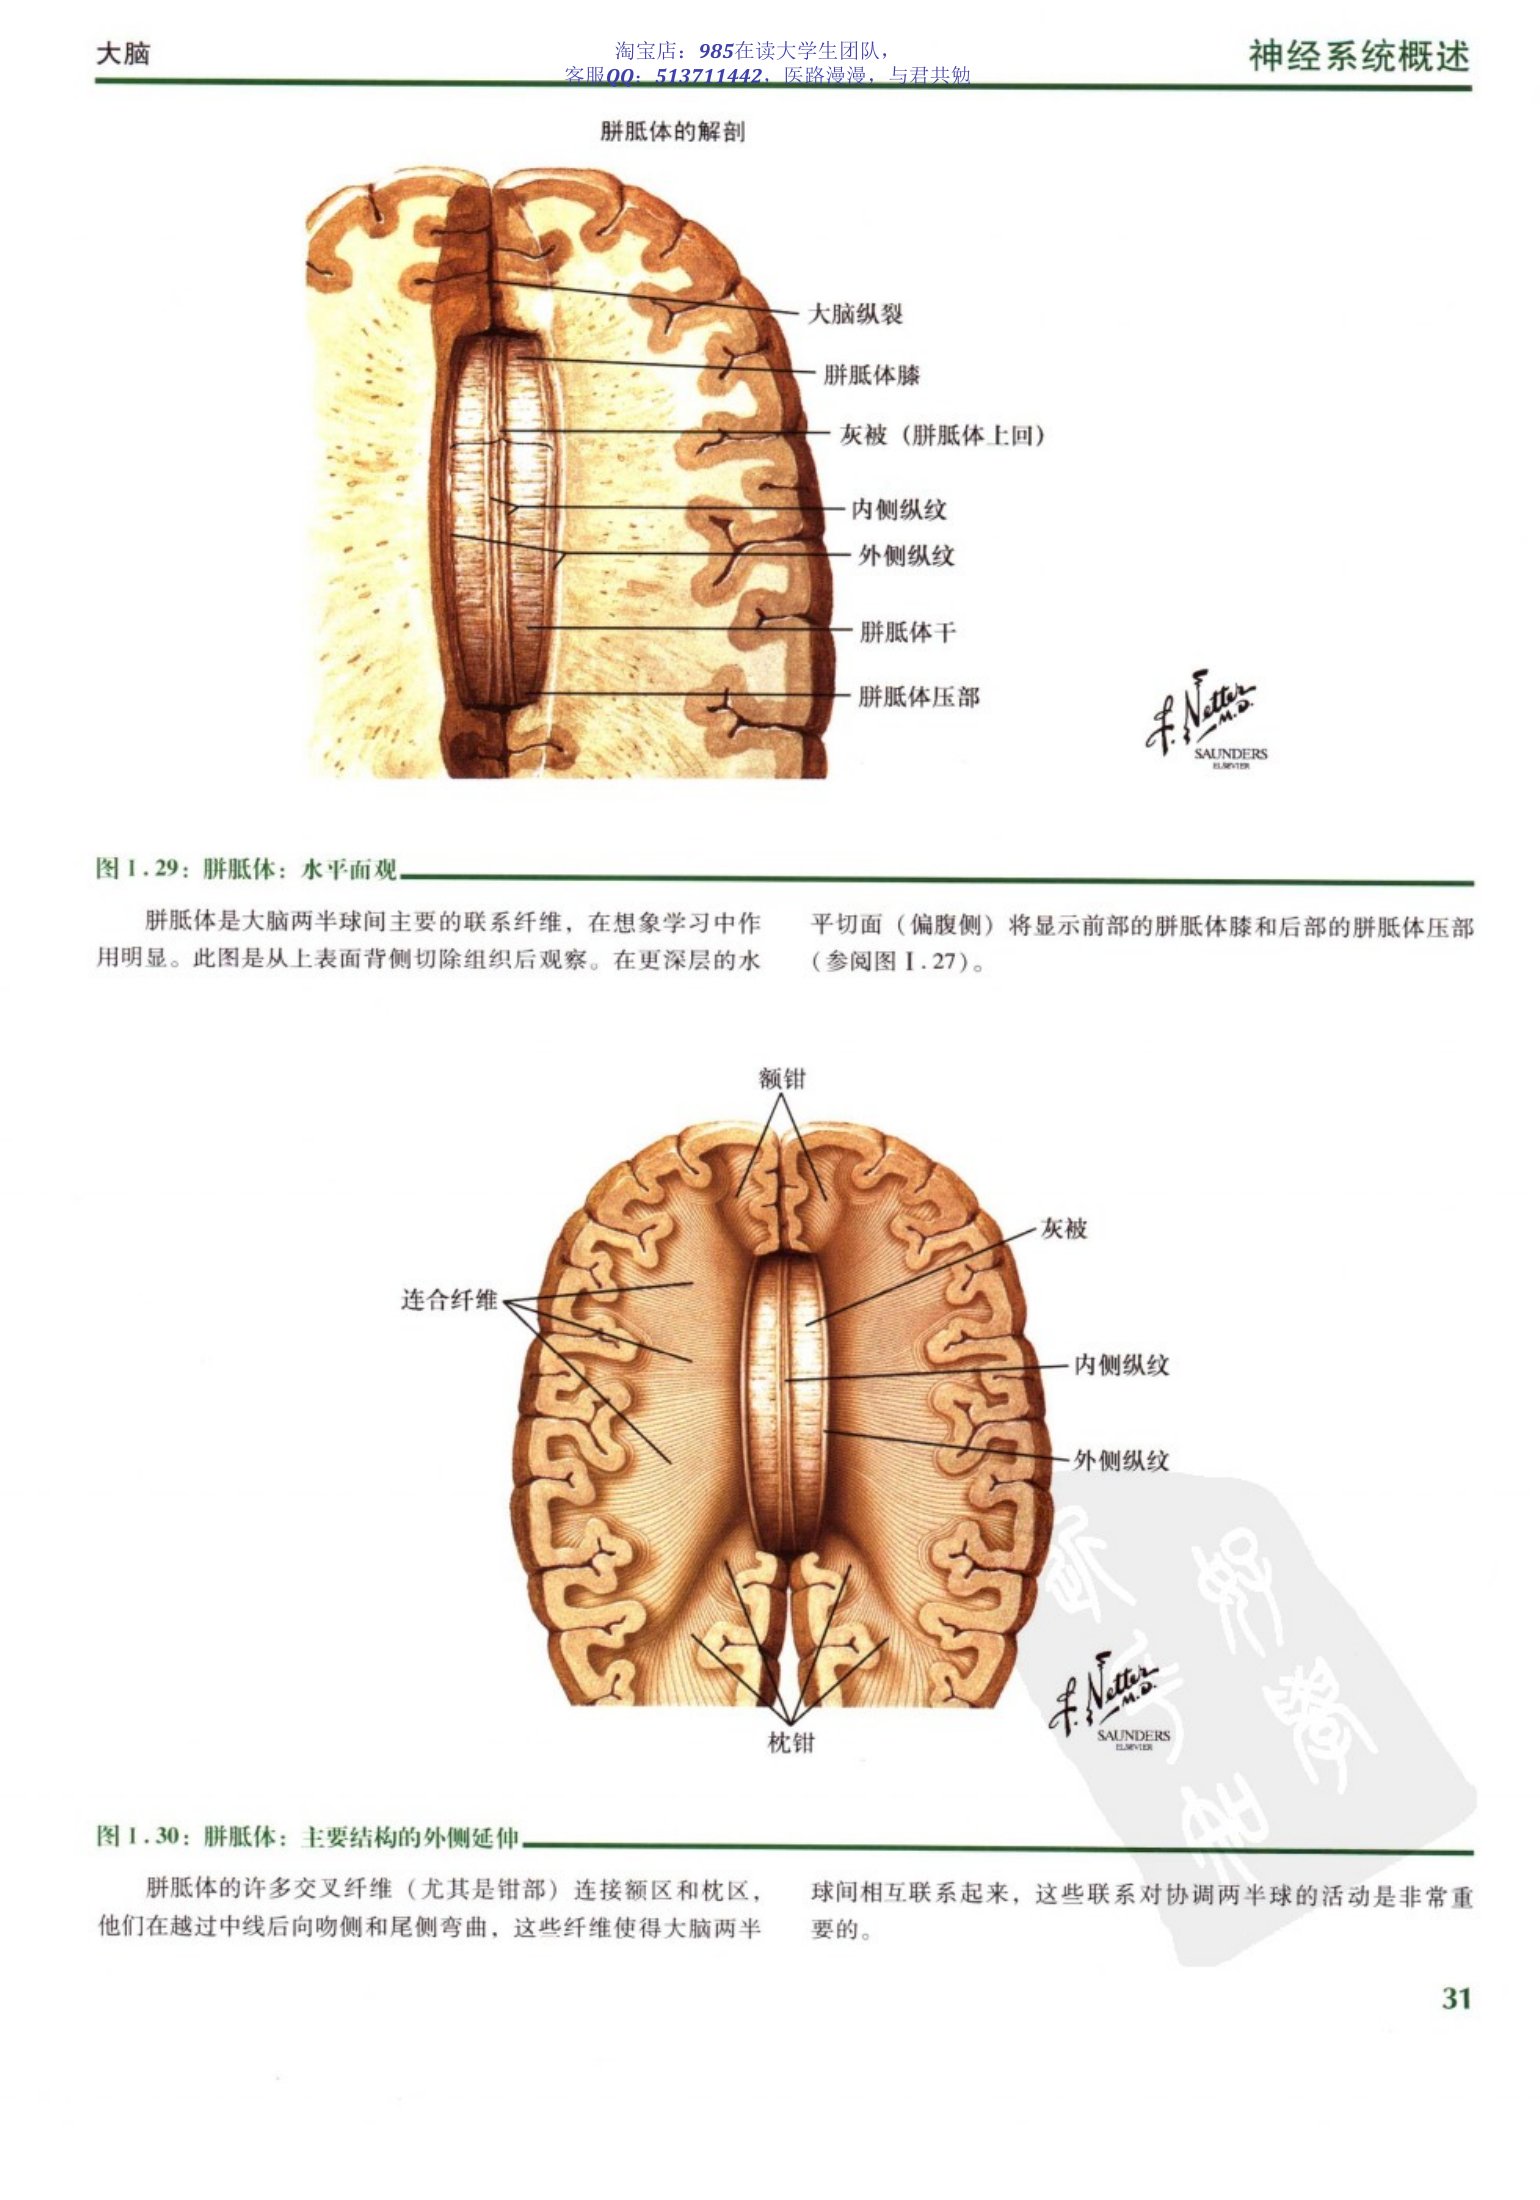 大脑
淘宝店：985在读大学生团队，
客服QQ：513711442，医路漫漫，与君共勉
神经系统概述
胼胝体的解剖
大脑纵裂
胼胝体膝
灰被（胼胝体上回）
内侧纵纹
外侧纵纹
胼胝体干
胼胝体压部
F. Netter
M.D.
SAUNDERS
ELSEVIER
图 I.29：胼胝体：水平面观
胼胝体是大脑两半球间主要的联系纤维，在想象学习中作
用明显。此图是从上表面背侧切除组织后观察。在更深层的水
平切面（偏腹侧）将显示前部的胼胝体膝和后部的胼胝体压部
（参阅图 I.27）。
额钳
灰被
连合纤维
内侧纵纹
外侧纵纹
枕钳
F. Netter
M.D.
SAUNDERS
ELSEVIER
图 I.30：胼胝体：主要结构的外侧延伸
胼胝体的许多交叉纤维（尤其是钳部）连接额区和枕区，
他们在越过中线后向吻侧和尾侧弯曲，这些纤维使得大脑两半
球间相互联系起来，这些联系对协调两半球的活动是非常重
要的。
31